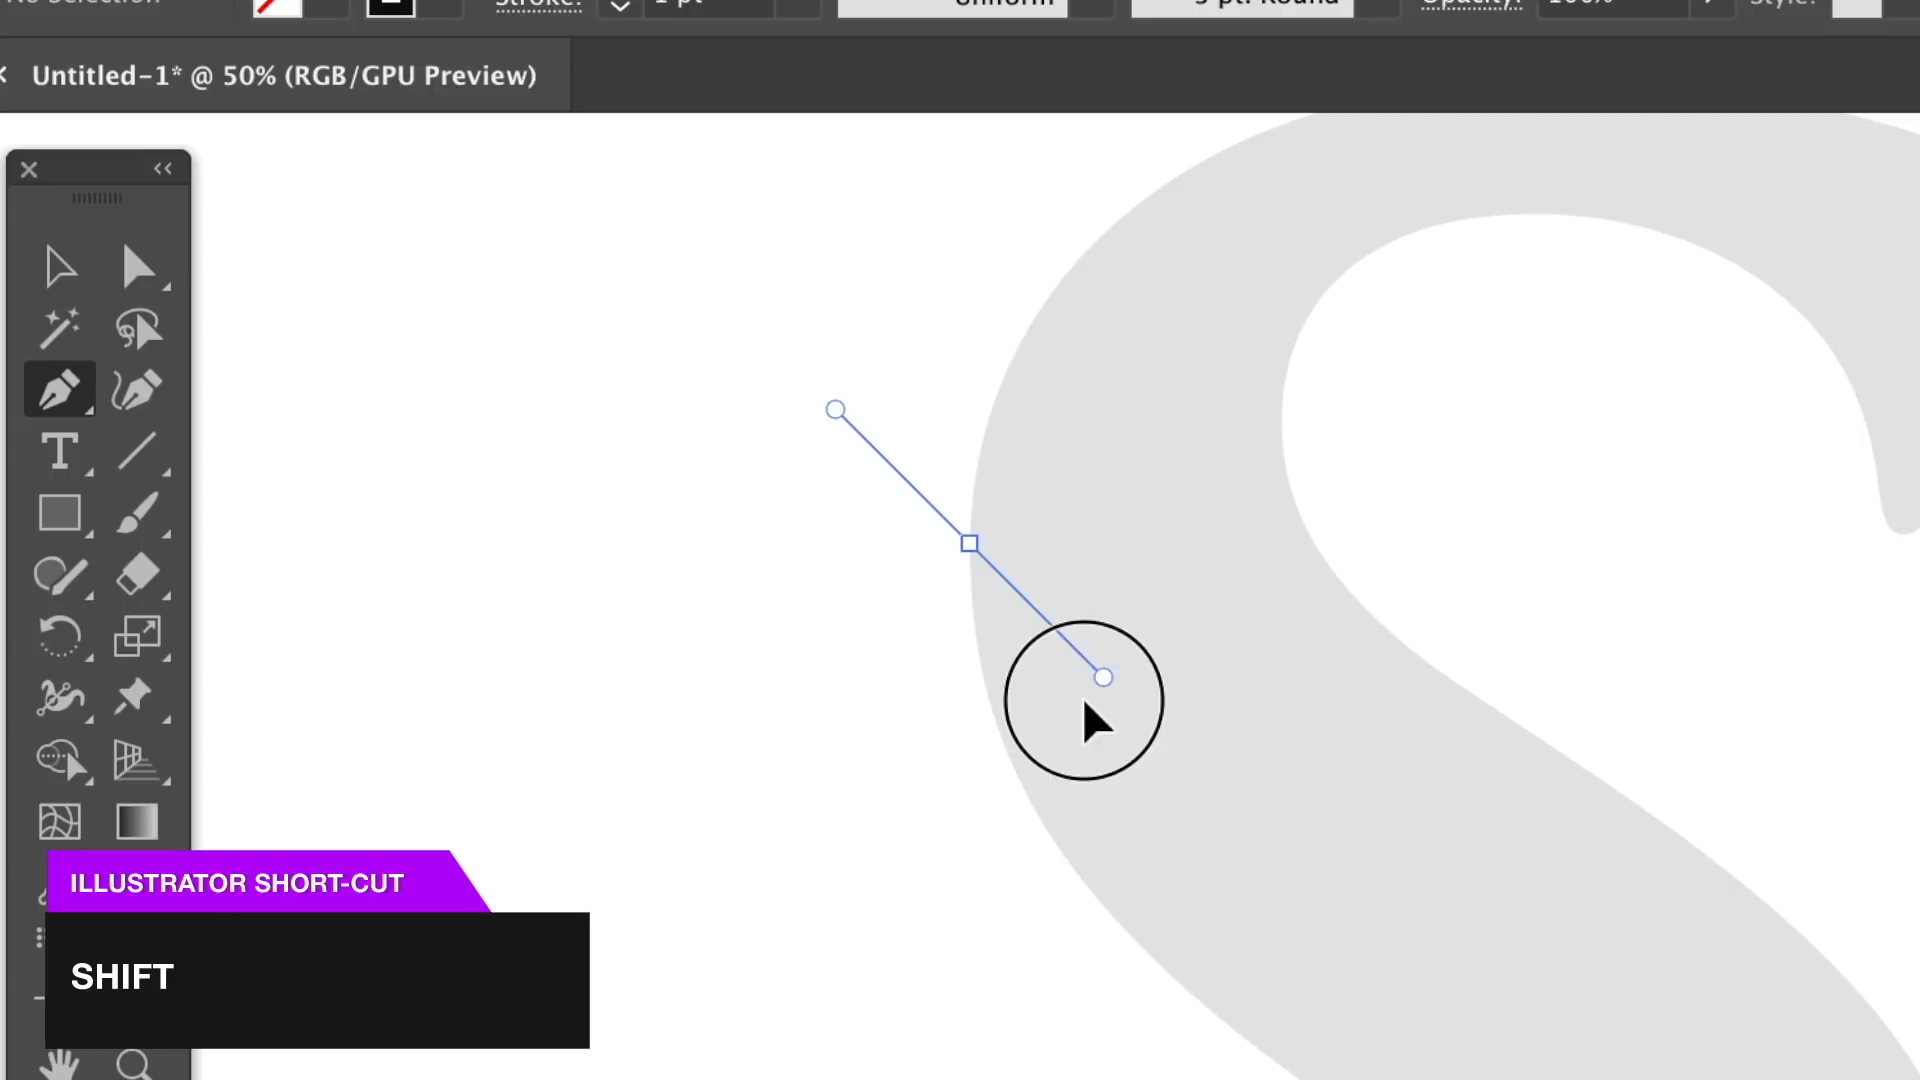 No Selection
Stroke:
1 pt
Uniform
5 pt. Round
Opacity:
100%
Style:
Untitled-1* @ 50% (RGB/GPU Preview)
ILLUSTRATOR SHORT-CUT
SHIFT